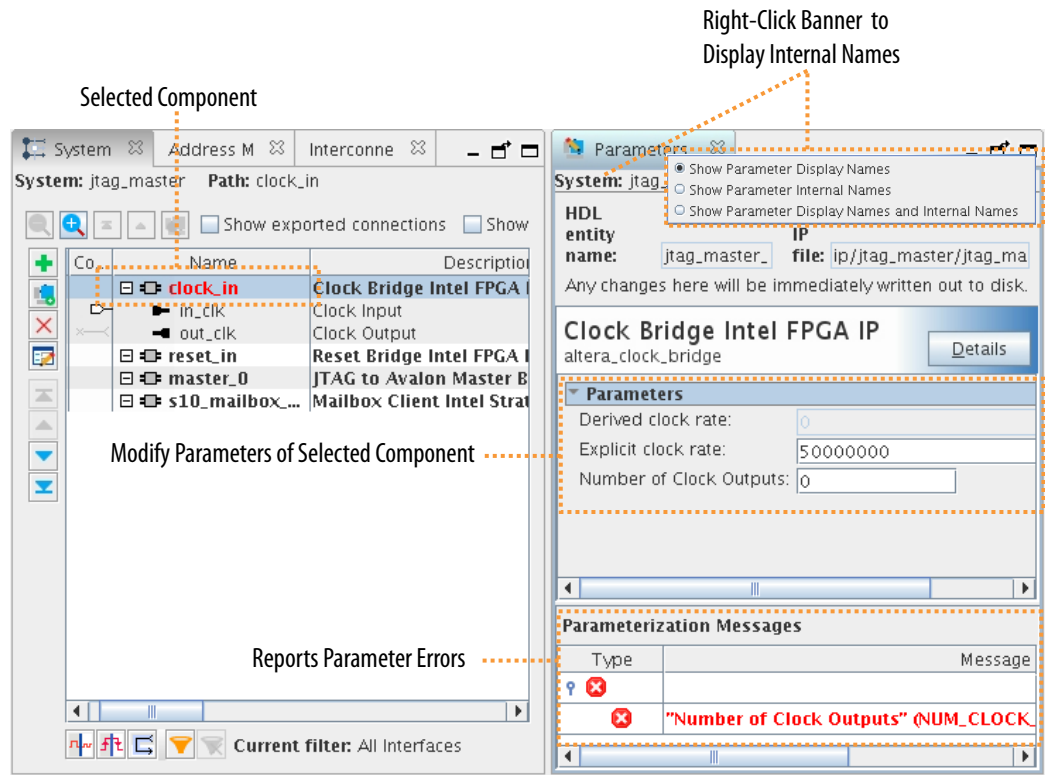 Right-Click Banner to
Display Internal Names
Selected Component
System
Address M
Interconne
System: jtag_master Path: clock_in
Show exported connections
Show
Co...
Name
Description
clock_in
Clock Bridge Intel FPGA I
in_clk
Clock Input
out_clk
Clock Output
reset_in
Reset Bridge Intel FPGA I
master_0
JTAG to Avalon Master B
s10_mailbox_...
Mailbox Client Intel Strat
Modify Parameters of Selected Component
Reports Parameter Errors
Current filter: All Interfaces
Parameters
System: jtag_
Show Parameter Display Names
Show Parameter Internal Names
Show Parameter Display Names and Internal Names
HDL
entity
name:
jtag_master_
IP
file:
ip/jtag_master/jtag_ma
Any changes here will be immediately written out to disk.
Clock Bridge Intel FPGA IP
altera_clock_bridge
Details
Parameters
Derived clock rate:
0
Explicit clock rate:
50000000
Number of Clock Outputs:
0
Parameterization Messages
Type
Message
"Number of Clock Outputs" (NUM_CLOCK_